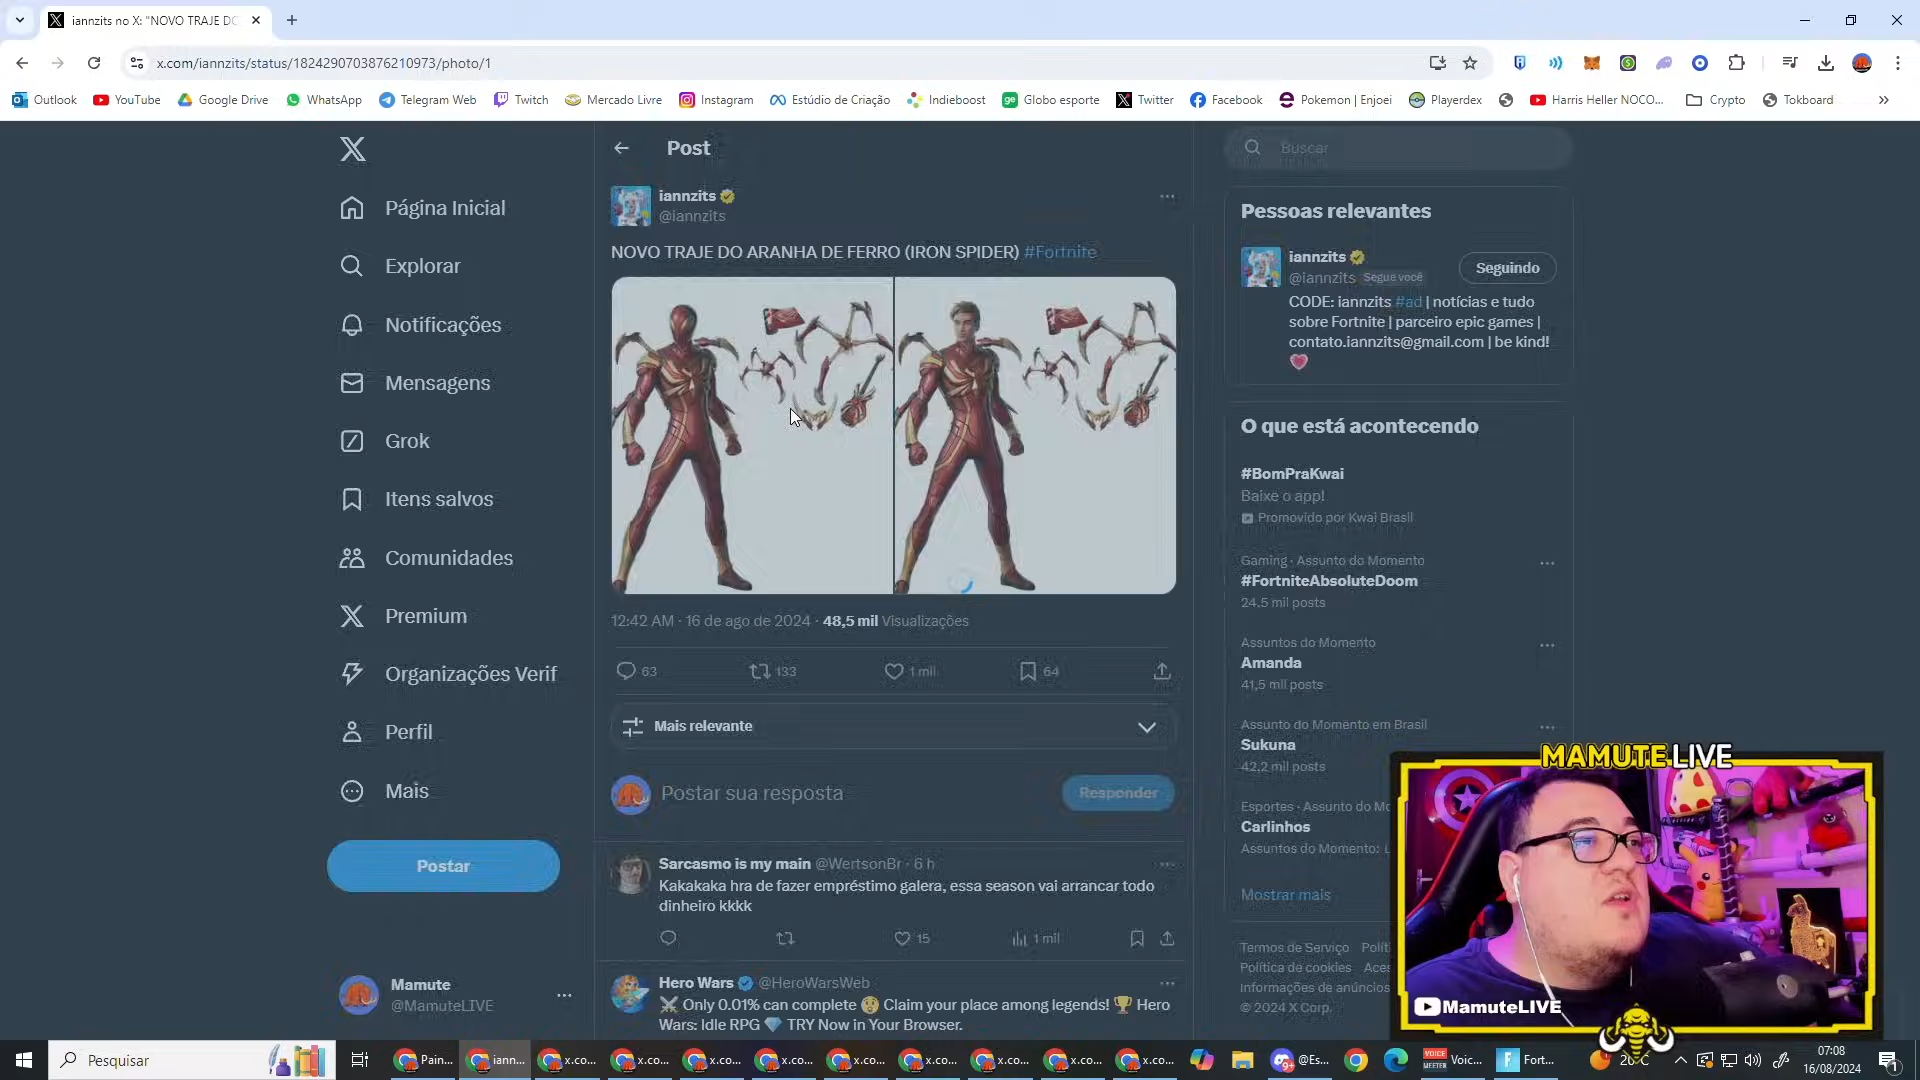 iannzits no X: "NOVO TRAJE DO
x.com/iannzits/status/1824290703876210973/photo/1
Outlook
YouTube
Google Drive
WhatsApp
Telegram Web
Twitch
Mercado Livre
Instagram
Estúdio de Criação
Indieboost
Globo esporte
Twitter
Facebook
Pokemon | Enjoei
Playerdex
Harris Heller NOCO...
Crypto
Tokboard
Página Inicial
Explorar
Notificações
Mensagens
Grok
Itens salvos
Comunidades
Premium
Organizações Verif
Perfil
Mais
Postar
Mamute
@MamuteLIVE
Post
iannzits
@iannzits
NOVO TRAJE DO ARANHA DE FERRO (IRON SPIDER) #Fortnite
12:42 AM · 16 de ago de 2024 · 48,5 mil Visualizações
63
133
1 mil
64
Mais relevante
Postar sua resposta
Responder
Sarcasmo is my main @WertsonBr · 6 h
Kakakaka hra de fazer empréstimo galera, essa season vai arrancar todo
dinheiro kkkk
15
1 mil
Hero Wars @HeroWarsWeb
Only 0.01% can complete 😲 Claim your place among legends! 🏆 Hero
Wars: Idle RPG 💎 TRY Now in Your Browser.
Buscar
Pessoas relevantes
iannzits
@iannzits Segue você
Seguindo
CODE: iannzits #ad | notícias e tudo
sobre Fortnite | parceiro epic games |
contato.iannzits@gmail.com | be kind!
O que está acontecendo
#BomPraKwai
Baixe o app!
Promovido por Kwai Brasil
Gaming · Assunto do Momento
#FortniteAbsoluteDoom
24,5 mil posts
Assuntos do Momento
Amanda
41,5 mil posts
Assunto do Momento em Brasil
Sukuna
42,2 mil posts
Esportes · Assunto do Mo
Carlinhos
Assuntos do Momento:
Mostrar mais
Termos de Serviço Polít
Política de cookies Aces
Informações de anúncios
© 2024 X Corp.
MAMUTE LIVE
MamuteLIVE
Pesquisar
Pain...
iann...
x.co...
x.co...
x.co...
x.co...
x.co...
x.co...
x.co...
x.co...
x.co...
@Es...
VOICE
MEETER
Voic...
Fort...
20°C
07:08
16/08/2024
1